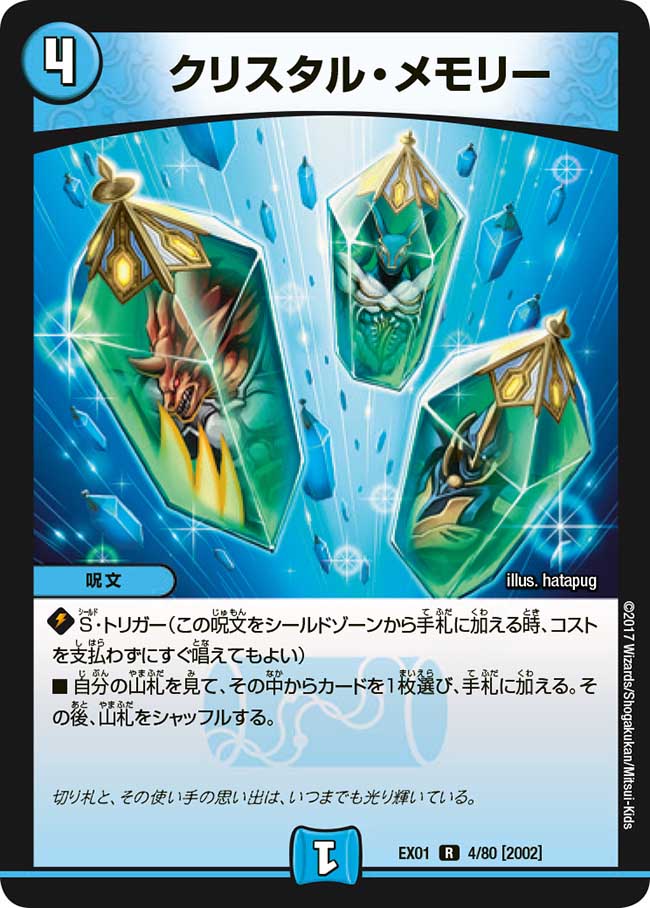 4
クリスタル・メモリー
呪文
illus. hatapug
S・トリガー(この呪文をシールドゾーンから手札に加える時、コスト
を支払わずにすぐ唱えてもよい)
■ 自分の山札を見て、その中からカードを1枚選び、手札に加える。そ
の後、山札をシャッフルする。
切り札と、その使い手の思い出は、いつまでも光り輝いている。
1
EX01 R 4/80 [2002]
©2017 Wizards/Shogakukan/Mitsui-Kids